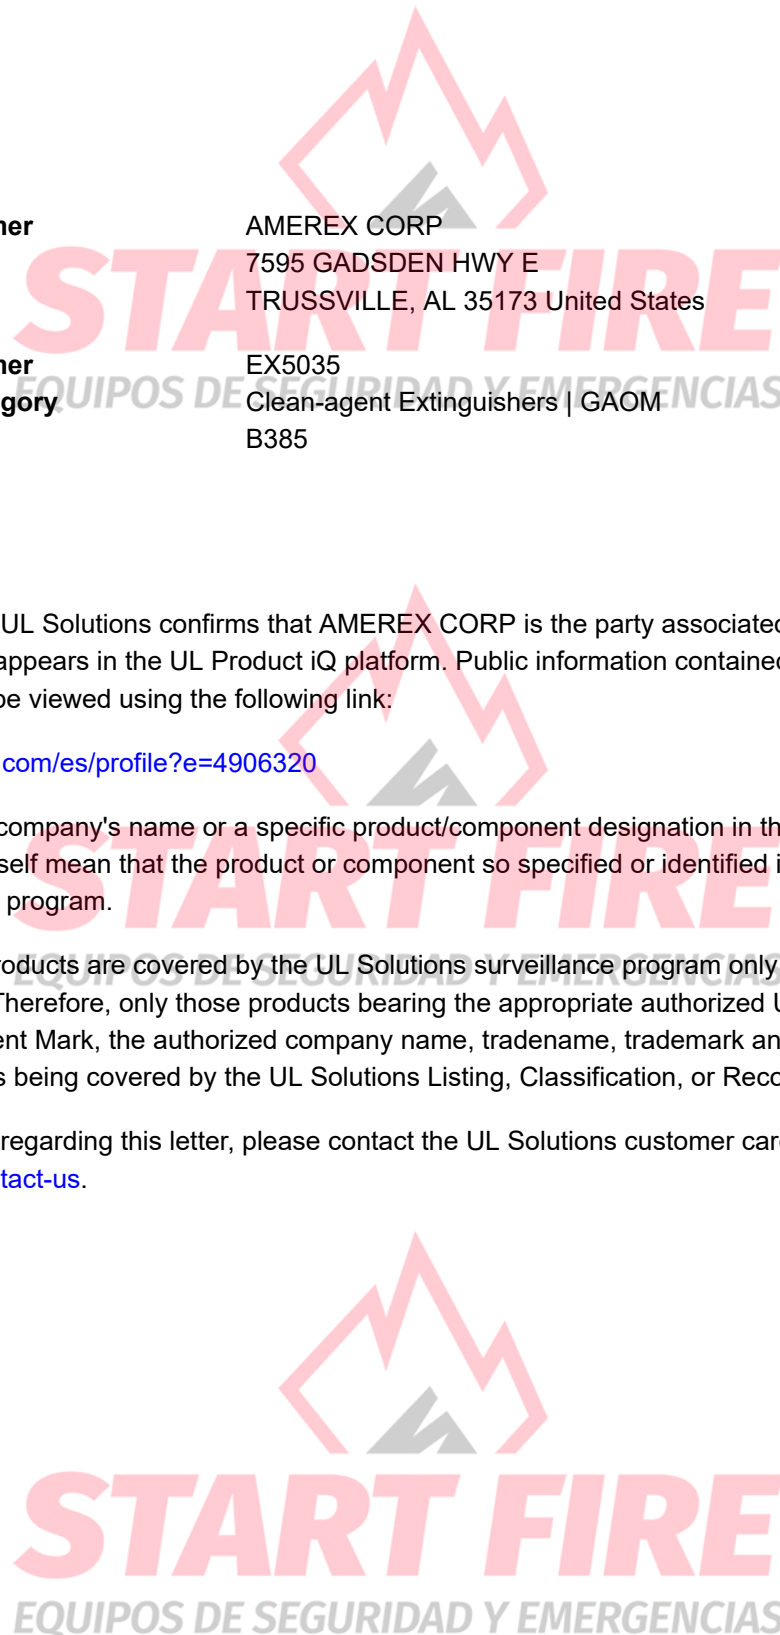 ner AMEREX CORP
7595 GADSDEN HWY E
TRUSSVILLE, AL 35173 United States
START FIRE
ner EX5035
EQUIPOS DE SEGURIDAD Y EMERGENCIAS
gory Clean-agent Extinguishers | GAOM
B385
UL Solutions confirms that AMEREX CORP is the party associated
appears in the UL Product iQ platform. Public information contained
be viewed using the following link:
com/es/profile?e=4906320
company's name or a specific product/component designation in th
self mean that the product or component so specified or identified i
program.
START FIRE
roducts are covered by the UL Solutions surveillance program only
EQUIPOS DE SEGURIDAD Y EMERGENCIAS
Therefore, only those products bearing the appropriate authorized U
ent Mark, the authorized company name, tradename, trademark an
s being covered by the UL Solutions Listing, Classification, or Reco
regarding this letter, please contact the UL Solutions customer car
tact-us.
START FIRE
EQUIPOS DE SEGURIDAD Y EMERGENCIAS